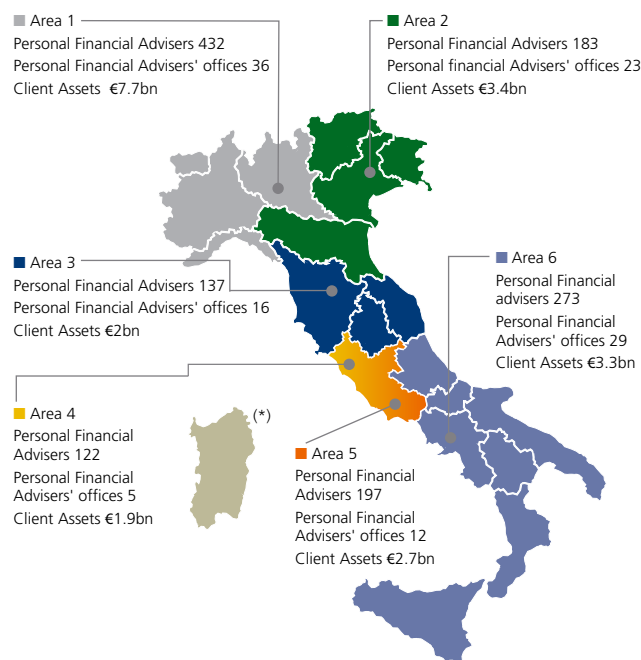 Area 1
Personal Financial Advisers 432
Personal Financial Advisers' offices 36
Client Assets €7.7bn
Area 2
Personal Financial Advisers 183
Personal financial Advisers' offices 23
Client Assets €3.4bn
Area 3
Personal Financial Advisers 137
Personal Financial Advisers' offices 16
Client Assets €2bn
Area 6
Personal Financial
advisers 273
Personal Financial
Advisers' offices 29
Client Assets €3.3bn
Area 4
Personal Financial
Advisers 122
Personal Financial
Advisers' offices 5
Client Assets €1.9bn
(*)
Area 5
Personal Financial
Advisers 197
Personal Financial
Advisers' offices 12
Client Assets €2.7bn